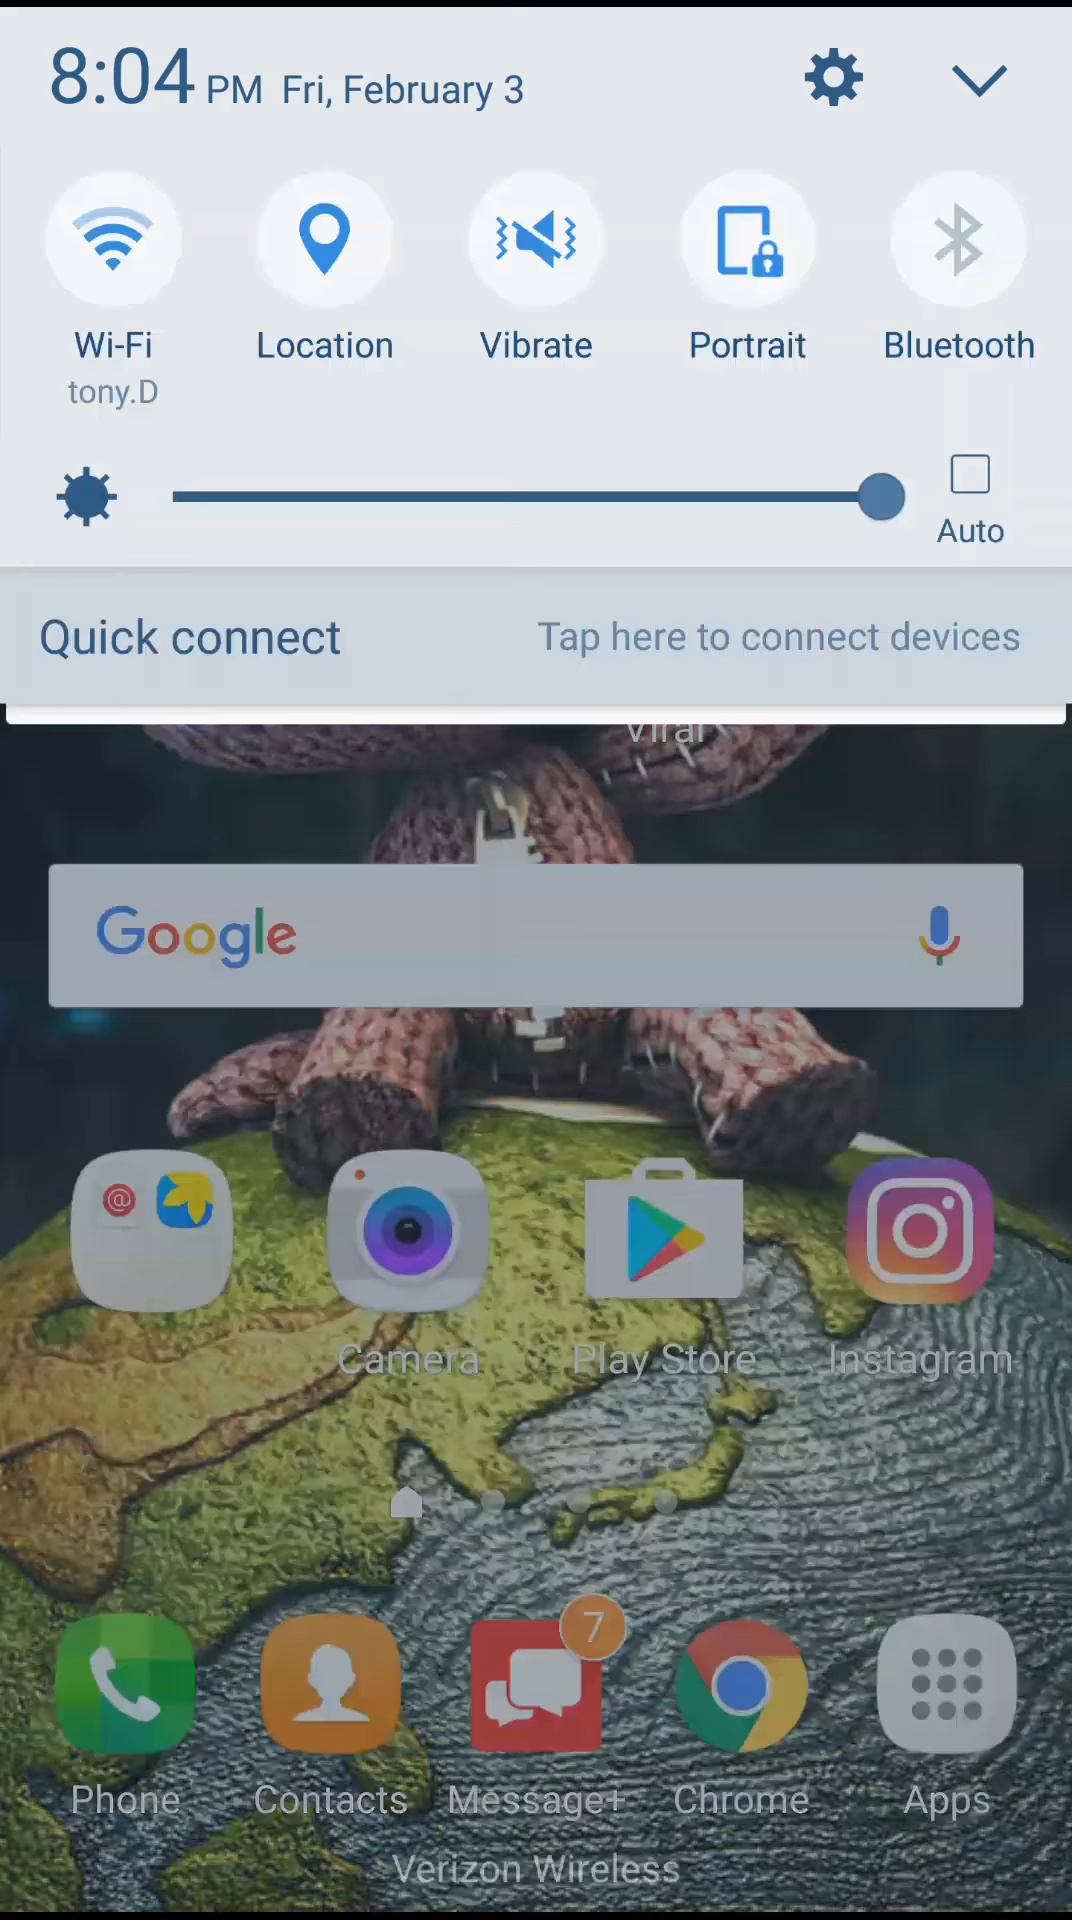 8:04 PM Fri, February 3
Wi-Fi Location Vibrate Portrait Bluetooth
tony.D
Auto
Quick connect Tap here to connect devices
Viral
Google
@
Camera Play Store Instagram
7
Phone Contacts Message+ Chrome Apps
Verizon Wireless